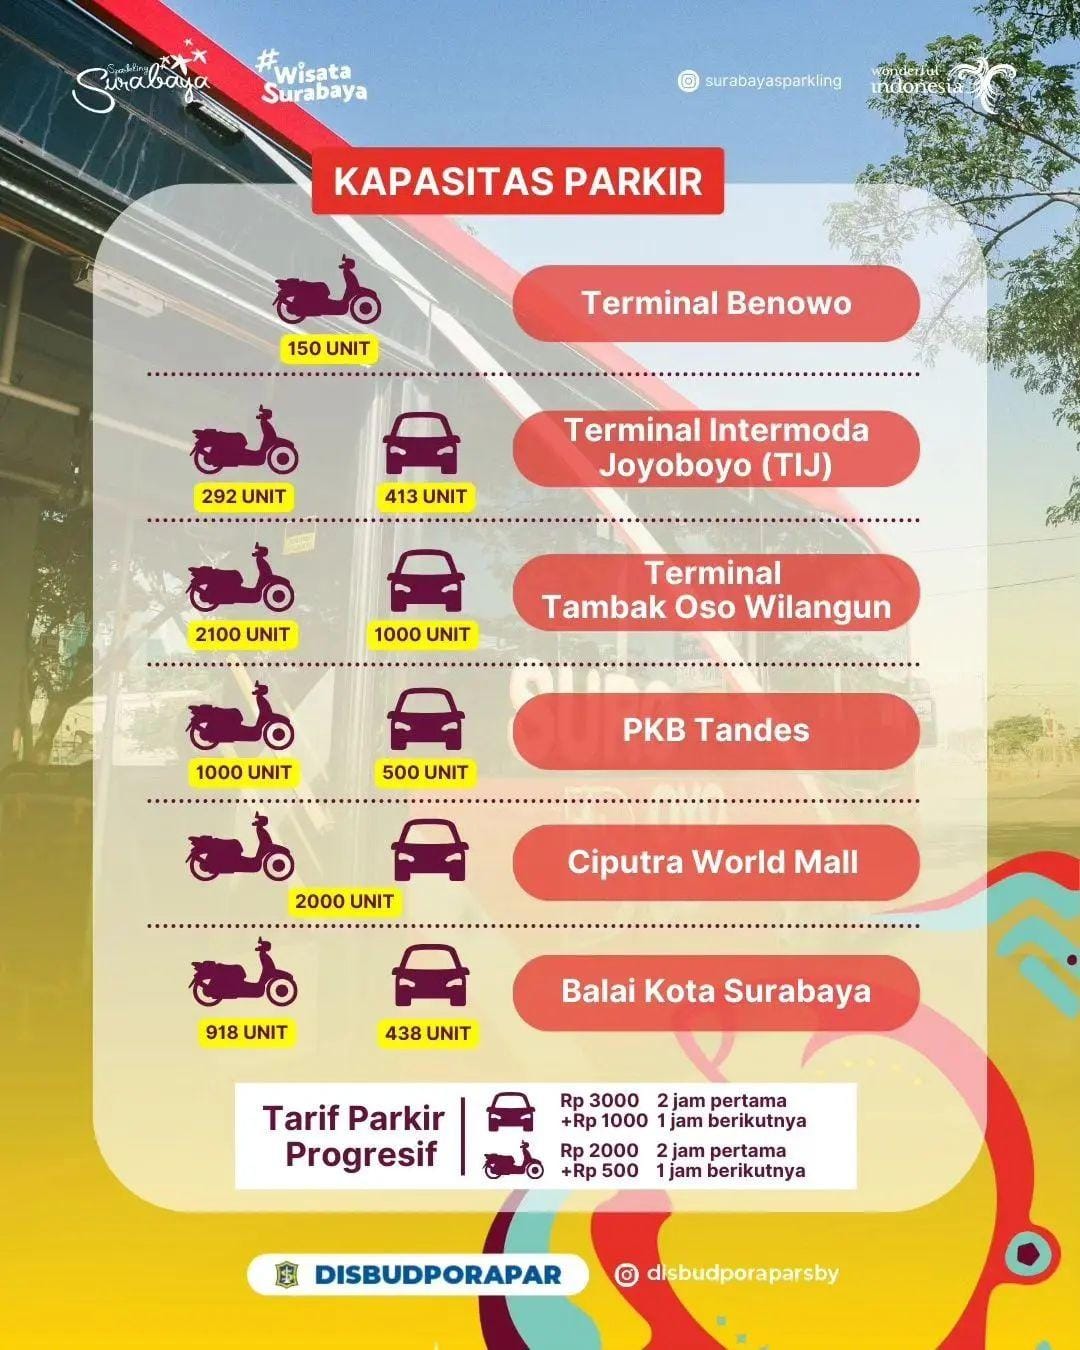 Sparkling
Surabaya
#Wisata
Surabaya
surabayasparkling
wonderful
indonesia
KAPASITAS PARKIR
Terminal Benowo
150 UNIT
Terminal Intermoda
Joyoboyo (TIJ)
292 UNIT
413 UNIT
Terminal
Tambak Oso Wilangun
2100 UNIT
1000 UNIT
PKB Tandes
1000 UNIT
500 UNIT
Ciputra World Mall
2000 UNIT
Balai Kota Surabaya
918 UNIT
438 UNIT
Tarif Parkir
Progresif
Rp 3000 2 jam pertama
+Rp 1000 1 jam berikutnya
Rp 2000 2 jam pertama
+Rp 500 1 jam berikutnya
DISBUDPORAPAR
disbudporaparsby